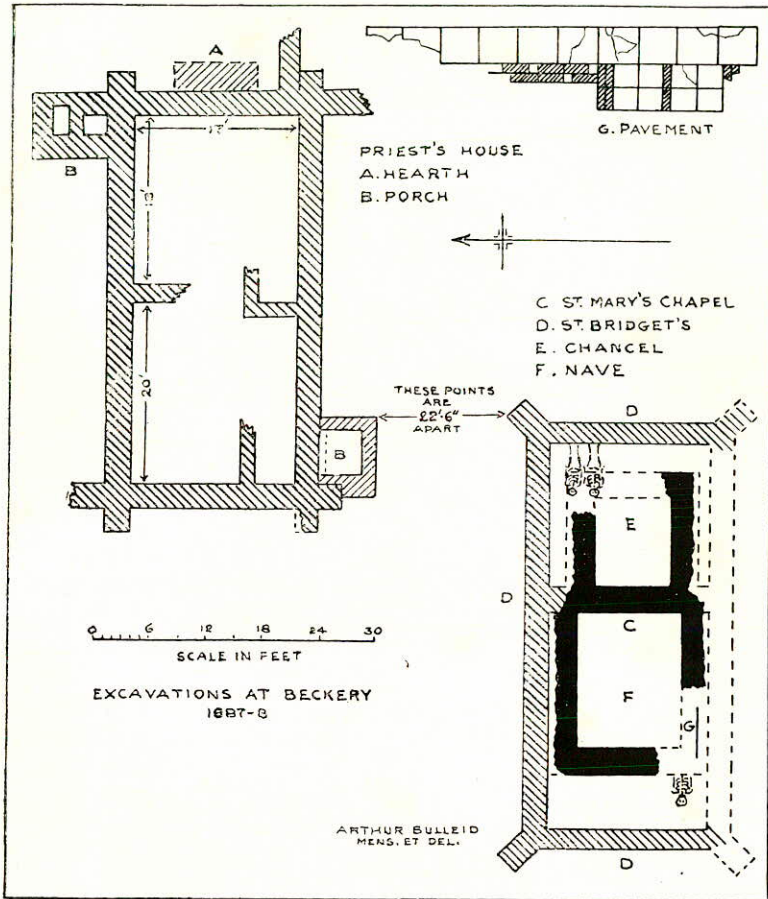 A
G. PAVEMENT
17'
PRIEST'S HOUSE
A. HEARTH
B. PORCH
B
18'
C ST. MARY'S CHAPEL
D. ST. BRIDGET'S
E. CHANCEL
F. NAVE
20'
THESE POINTS
ARE
22'-6"
APART
D
B
E
D
C
0 6 12 18 24 30
SCALE IN FEET
F
G
EXCAVATIONS AT BECKERY
1887-8
ARTHUR BULLEID
MENS. ET DEL.
D